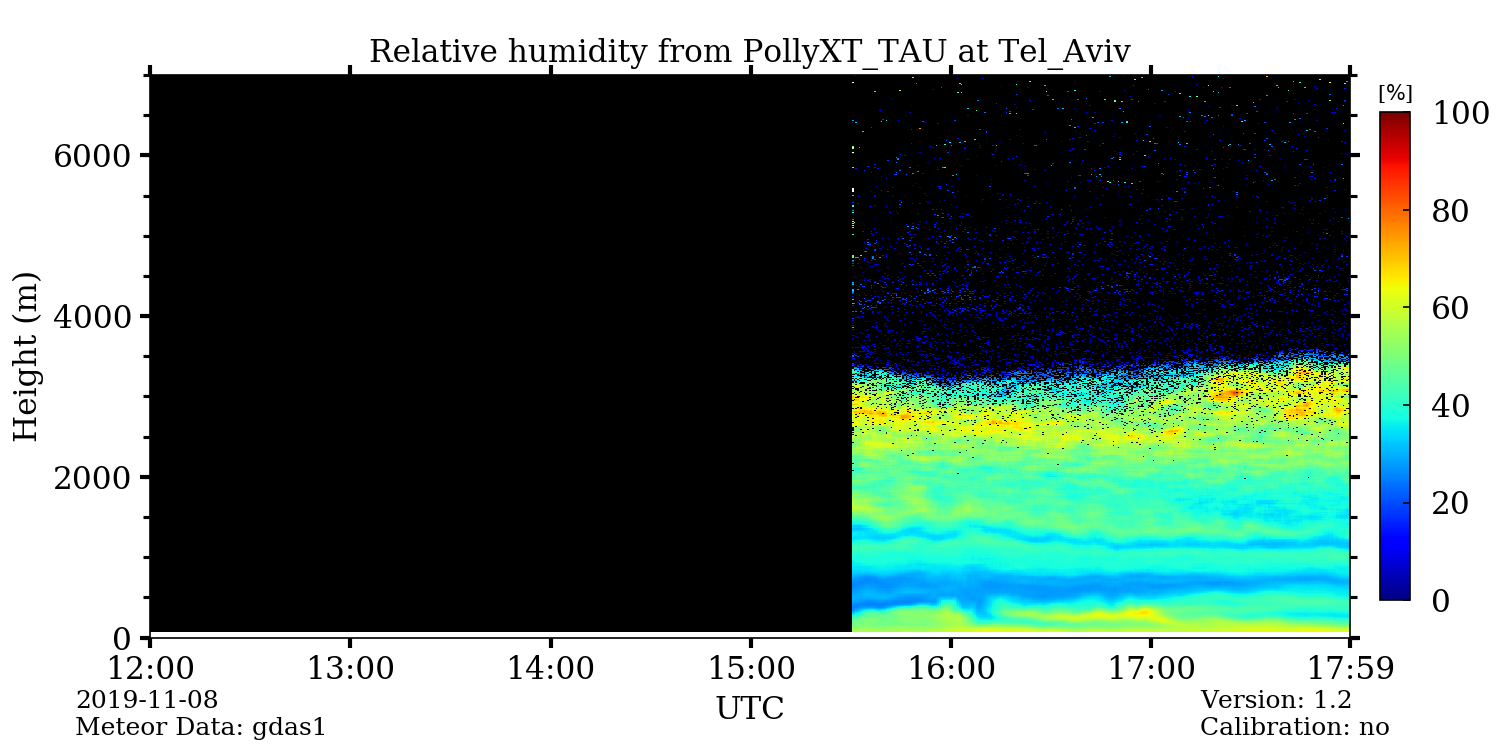 Relative humidity from PollyXT_TAU at Tel_Aviv
[%]
100
80
60
40
20
0
Height (m)
6000
4000
2000
0
12:00 13:00 14:00 15:00 16:00 17:00 17:59
UTC
2019-11-08
Meteor Data: gdas1
Version: 1.2
Calibration: no